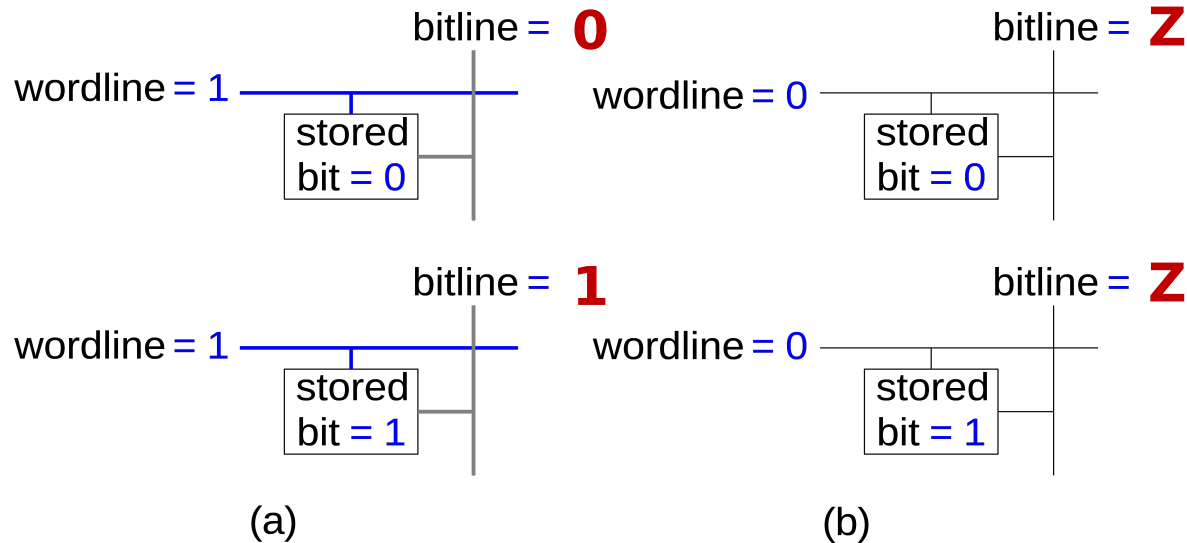 bitline = 0
wordline = 1
stored
bit = 0
bitline = Z
wordline = 0
stored
bit = 0
bitline = 1
wordline = 1
stored
bit = 1
bitline = Z
wordline = 0
stored
bit = 1
(a)
(b)